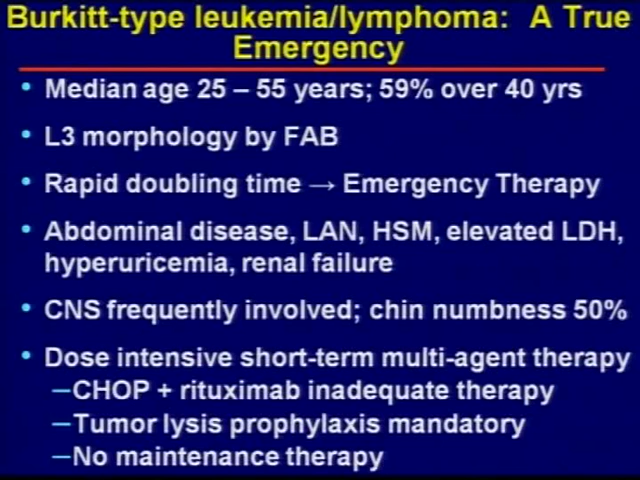 Burkitt-type leukemia/lymphoma: A True
Emergency
• Median age 25 – 55 years; 59% over 40 yrs
• L3 morphology by FAB
• Rapid doubling time → Emergency Therapy
• Abdominal disease, LAN, HSM, elevated LDH,
hyperuricemia, renal failure
• CNS frequently involved; chin numbness 50%
• Dose intensive short-term multi-agent therapy
–CHOP + rituximab inadequate therapy
–Tumor lysis prophylaxis mandatory
–No maintenance therapy